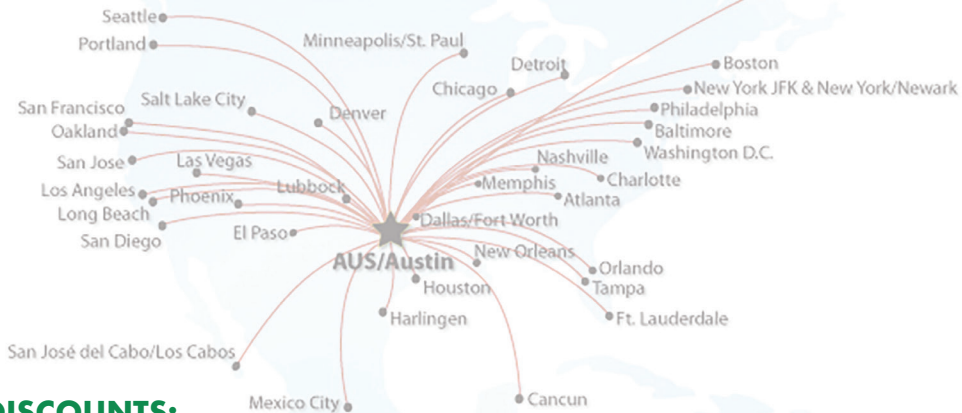 Seattle
Portland
Minneapolis/St. Paul
Detroit
Boston
Chicago
New York JFK & New York/Newark
San Francisco
Salt Lake City
Denver
Philadelphia
Oakland
Baltimore
Washington D.C.
San Jose
Las Vegas
Nashville
Los Angeles
Phoenix
Lubbock
Memphis
Charlotte
Atlanta
Long Beach
Dallas/Fort Worth
San Diego
El Paso
AUS/Austin
New Orleans
Orlando
Houston
Tampa
Harlingen
Ft. Lauderdale
San José del Cabo/Los Cabos
Mexico City
Cancun
DISCOUNTS: